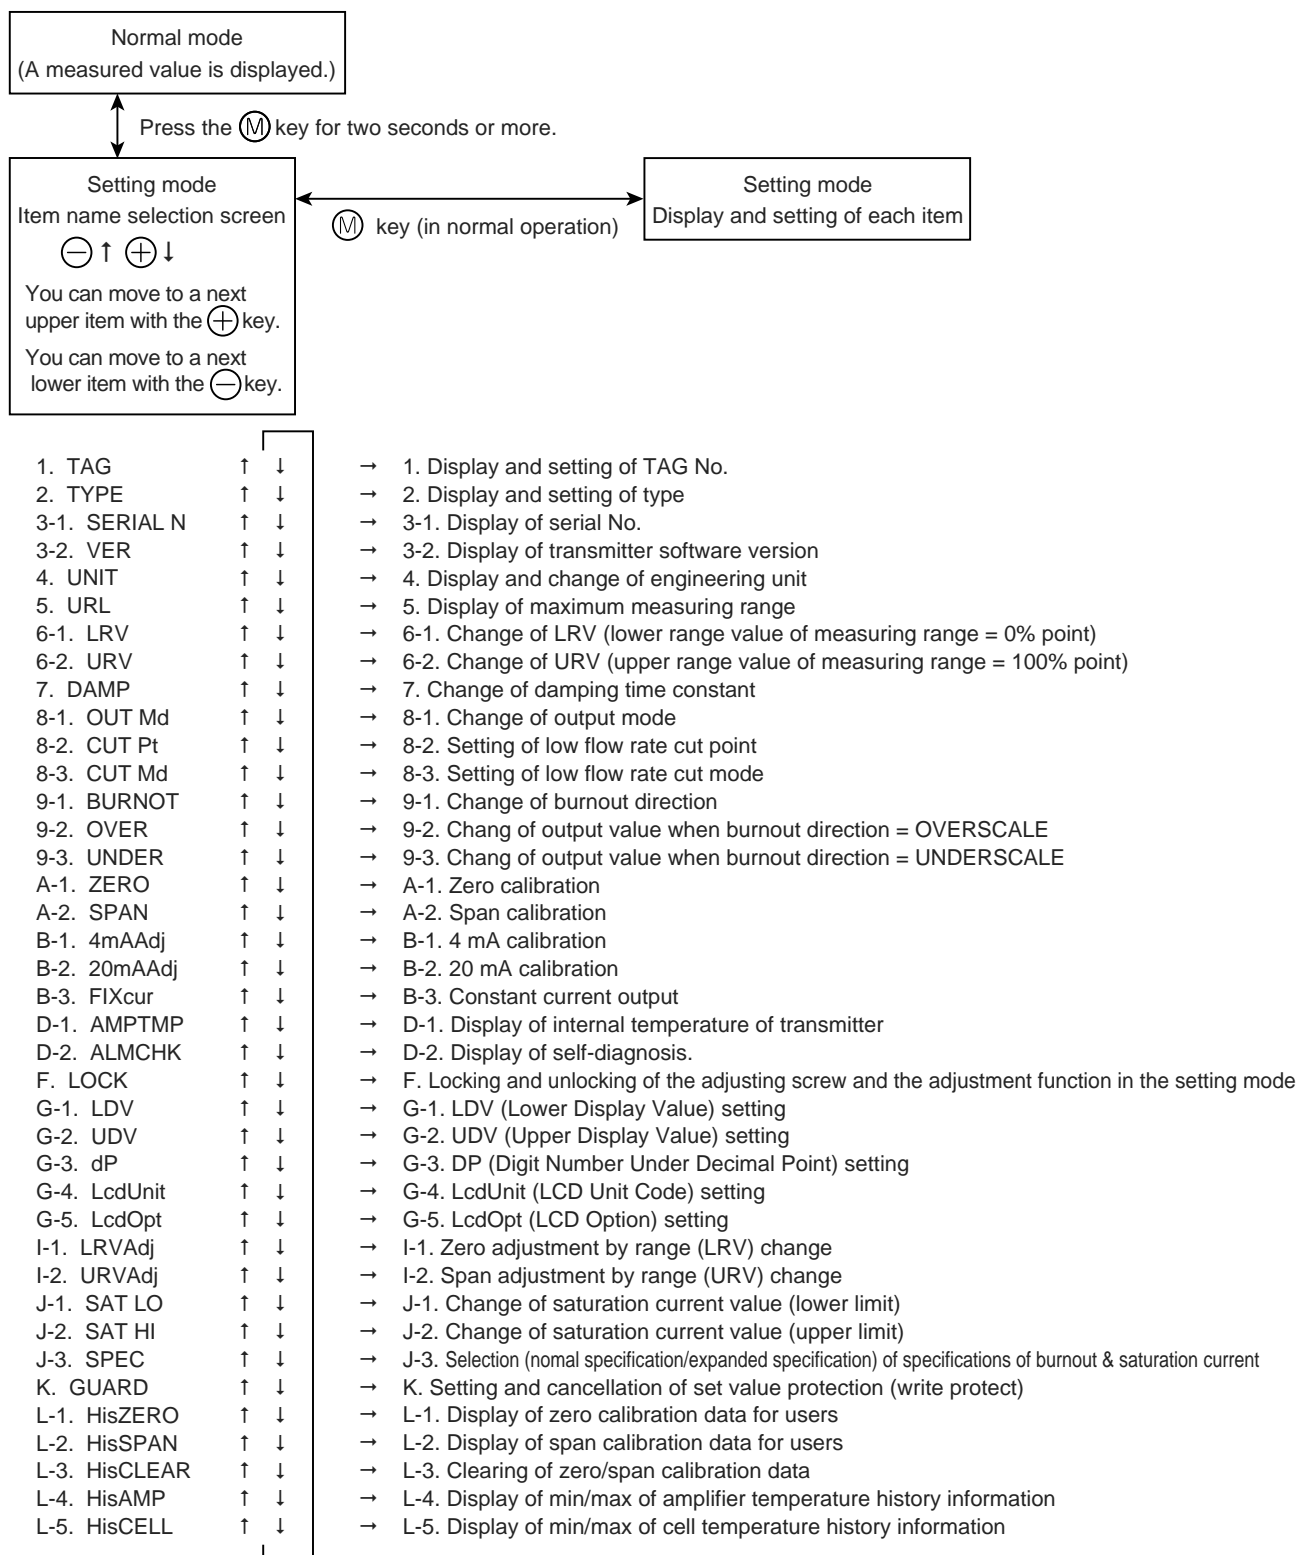 Normal mode
(A measured value is displayed.)
Press the Ⓜ key for two seconds or more.
Setting mode
Item name selection screen
⊖ ↑ ⊕ ↓
You can move to a next
upper item with the ⊕ key.
You can move to a next
lower item with the ⊖ key.
Ⓜ key (in normal operation)
Setting mode
Display and setting of each item
1. TAG ↑ ↓ → 1. Display and setting of TAG No.
2. TYPE ↑ ↓ → 2. Display and setting of type
3-1. SERIAL N ↑ ↓ → 3-1. Display of serial No.
3-2. VER ↑ ↓ → 3-2. Display of transmitter software version
4. UNIT ↑ ↓ → 4. Display and change of engineering unit
5. URL ↑ ↓ → 5. Display of maximum measuring range
6-1. LRV ↑ ↓ → 6-1. Change of LRV (lower range value of measuring range = 0% point)
6-2. URV ↑ ↓ → 6-2. Change of URV (upper range value of measuring range = 100% point)
7. DAMP ↑ ↓ → 7. Change of damping time constant
8-1. OUT Md ↑ ↓ → 8-1. Change of output mode
8-2. CUT Pt ↑ ↓ → 8-2. Setting of low flow rate cut point
8-3. CUT Md ↑ ↓ → 8-3. Setting of low flow rate cut mode
9-1. BURNOT ↑ ↓ → 9-1. Change of burnout direction
9-2. OVER ↑ ↓ → 9-2. Chang of output value when burnout direction = OVERSCALE
9-3. UNDER ↑ ↓ → 9-3. Chang of output value when burnout direction = UNDERSCALE
A-1. ZERO ↑ ↓ → A-1. Zero calibration
A-2. SPAN ↑ ↓ → A-2. Span calibration
B-1. 4mAAdj ↑ ↓ → B-1. 4 mA calibration
B-2. 20mAAdj ↑ ↓ → B-2. 20 mA calibration
B-3. FIXcur ↑ ↓ → B-3. Constant current output
D-1. AMPTMP ↑ ↓ → D-1. Display of internal temperature of transmitter
D-2. ALMCHK ↑ ↓ → D-2. Display of self-diagnosis.
F. LOCK ↑ ↓ → F. Locking and unlocking of the adjusting screw and the adjustment function in the setting mode
G-1. LDV ↑ ↓ → G-1. LDV (Lower Display Value) setting
G-2. UDV ↑ ↓ → G-2. UDV (Upper Display Value) setting
G-3. dP ↑ ↓ → G-3. DP (Digit Number Under Decimal Point) setting
G-4. LcdUnit ↑ ↓ → G-4. LcdUnit (LCD Unit Code) setting
G-5. LcdOpt ↑ ↓ → G-5. LcdOpt (LCD Option) setting
I-1. LRVAdj ↑ ↓ → I-1. Zero adjustment by range (LRV) change
I-2. URVAdj ↑ ↓ → I-2. Span adjustment by range (URV) change
J-1. SAT LO ↑ ↓ → J-1. Change of saturation current value (lower limit)
J-2. SAT HI ↑ ↓ → J-2. Change of saturation current value (upper limit)
J-3. SPEC ↑ ↓ → J-3. Selection (nomal specification/expanded specification) of specifications of burnout & saturation current
K. GUARD ↑ ↓ → K. Setting and cancellation of set value protection (write protect)
L-1. HisZERO ↑ ↓ → L-1. Display of zero calibration data for users
L-2. HisSPAN ↑ ↓ → L-2. Display of span calibration data for users
L-3. HisCLEAR ↑ ↓ → L-3. Clearing of zero/span calibration data
L-4. HisAMP ↑ ↓ → L-4. Display of min/max of amplifier temperature history information
L-5. HisCELL ↑ ↓ → L-5. Display of min/max of cell temperature history information